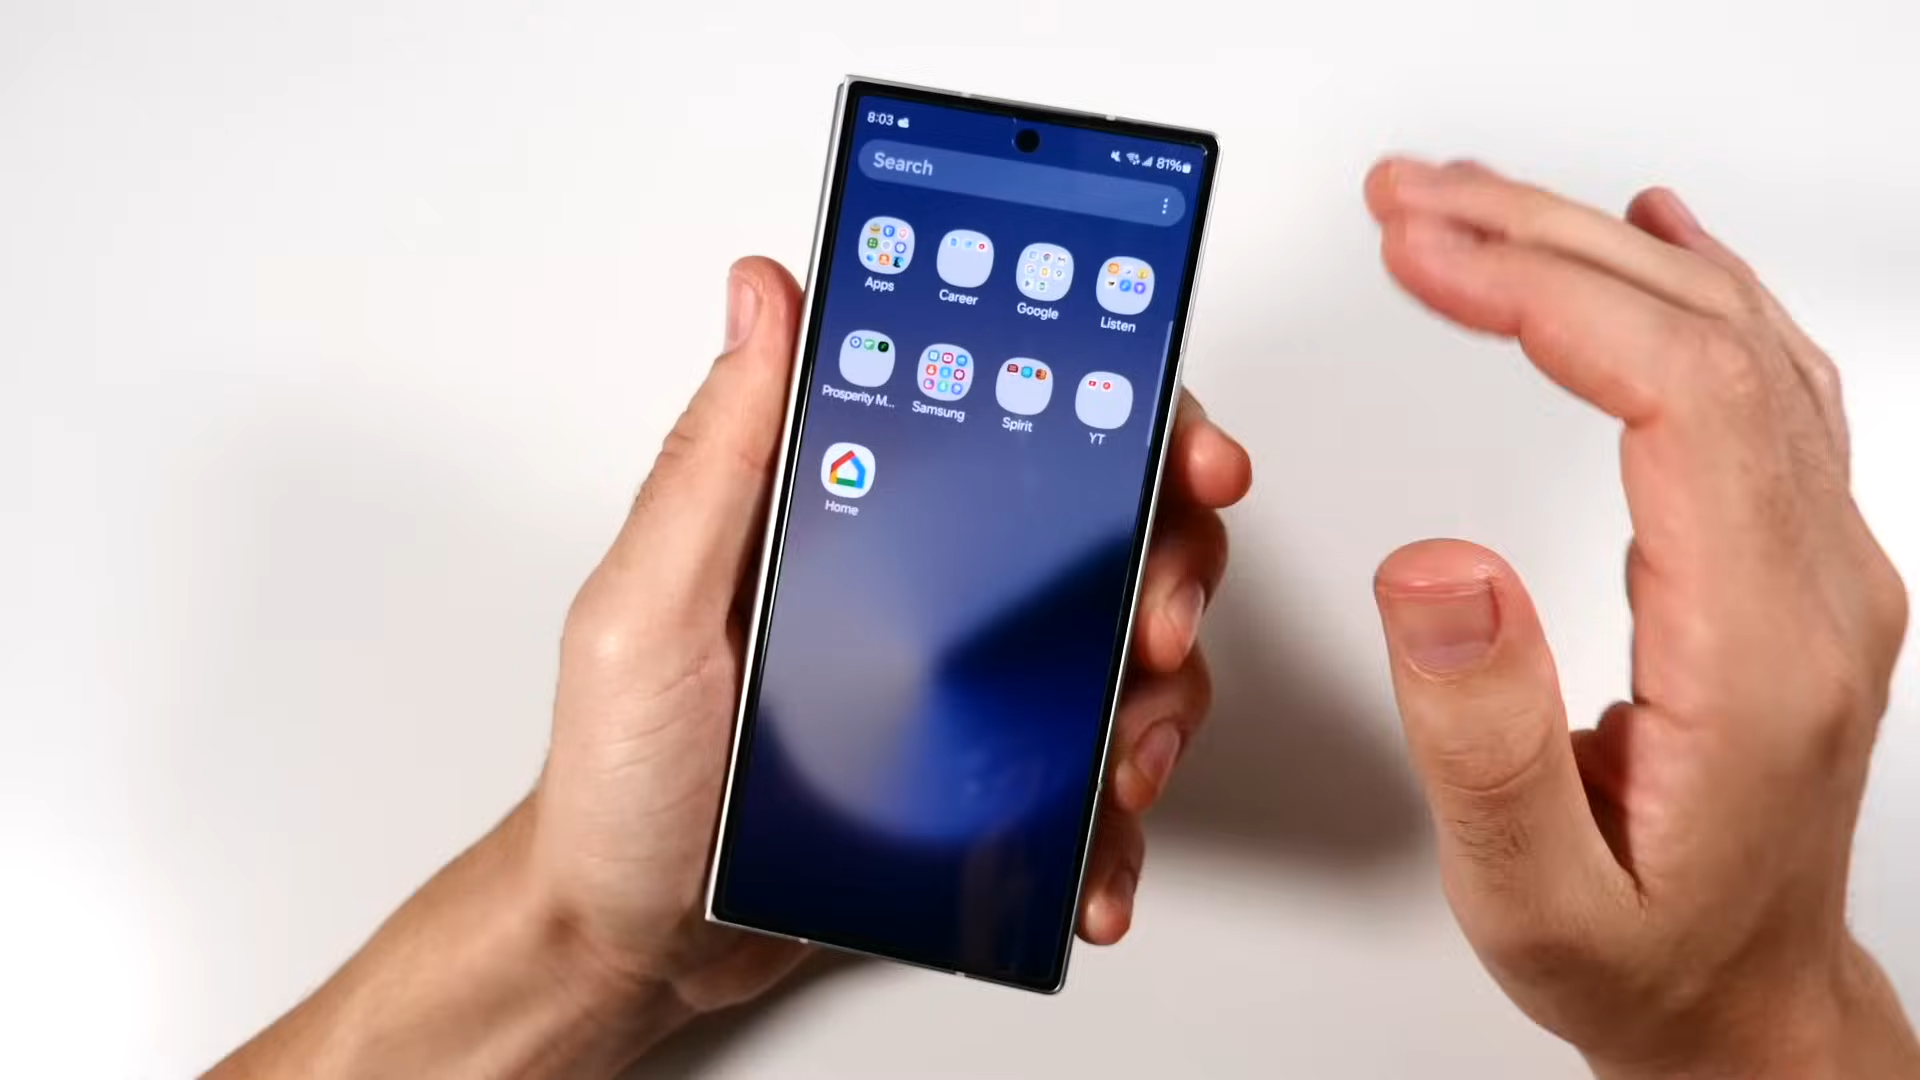 8:03
81%
Search
Apps
Career
Google
Listen
Prosperity M...
Samsung
Spirit
YT
Home